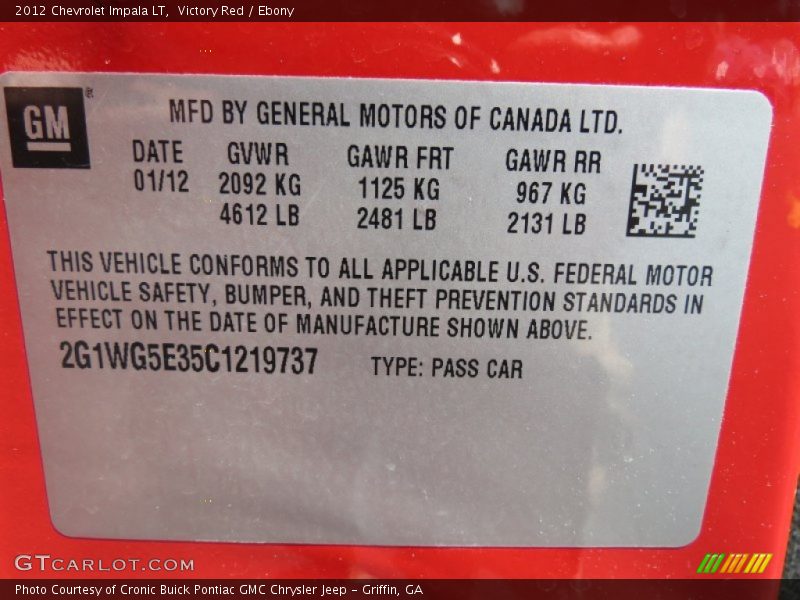 2012 Chevrolet Impala LT,  Victory Red / Ebony
GM ®
MFD BY GENERAL MOTORS OF CANADA LTD.
DATE GVWR GAWR FRT GAWR RR
01/12 2092 KG 1125 KG 967 KG
4612 LB 2481 LB 2131 LB
THIS VEHICLE CONFORMS TO ALL APPLICABLE U.S. FEDERAL MOTOR
VEHICLE SAFETY, BUMPER, AND THEFT PREVENTION STANDARDS IN
EFFECT ON THE DATE OF MANUFACTURE SHOWN ABOVE.
2G1WG5E35C1219737 TYPE: PASS CAR
GTCARLOT.COM
Photo Courtesy of Cronic Buick Pontiac GMC Chrysler Jeep - Griffin, GA